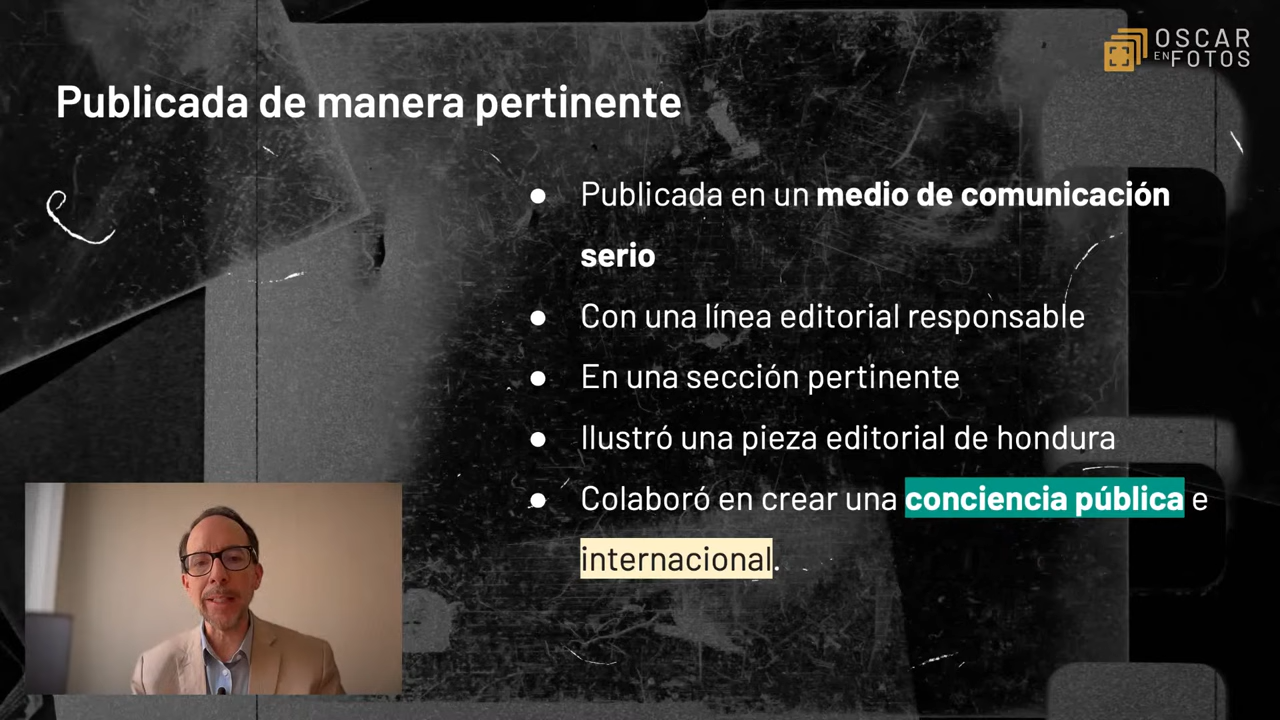 OSCAR
EN FOTOS
Publicada de manera pertinente
● Publicada en un medio de comunicación
serio
● Con una línea editorial responsable
● En una sección pertinente
● Ilustró una pieza editorial de hondura
● Colaboró en crear una conciencia pública e
internacional.